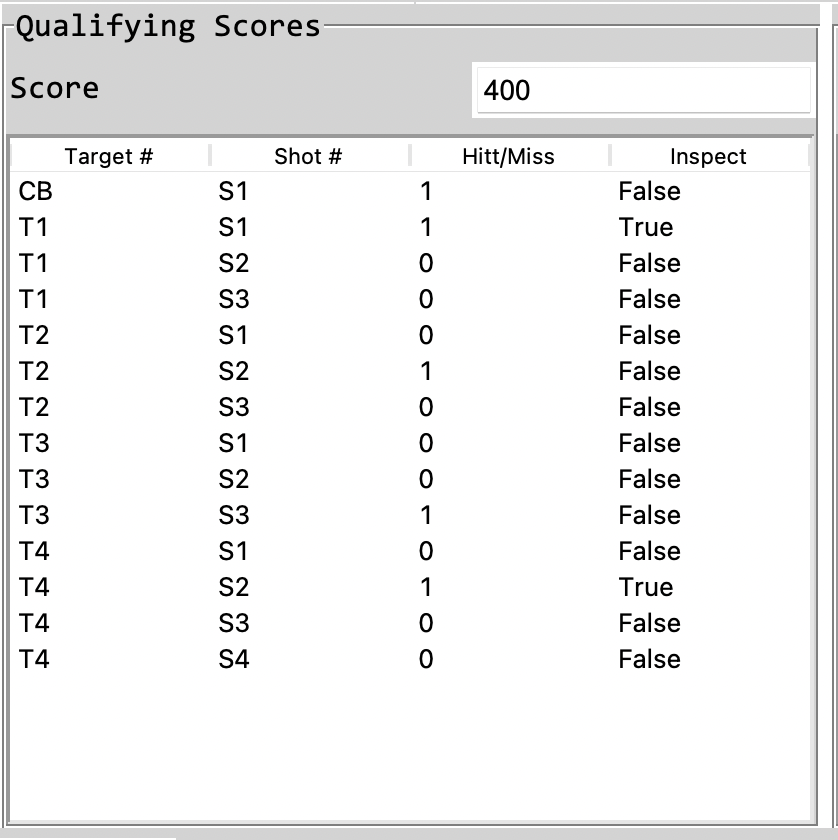 Qualifying Scores
Score 400
Target # Shot # Hitt/Miss Inspect
CB S1 1 False
T1 S1 1 True
T1 S2 0 False
T1 S3 0 False
T2 S1 0 False
T2 S2 1 False
T2 S3 0 False
T3 S1 0 False
T3 S2 0 False
T3 S3 1 False
T4 S1 0 False
T4 S2 1 True
T4 S3 0 False
T4 S4 0 False